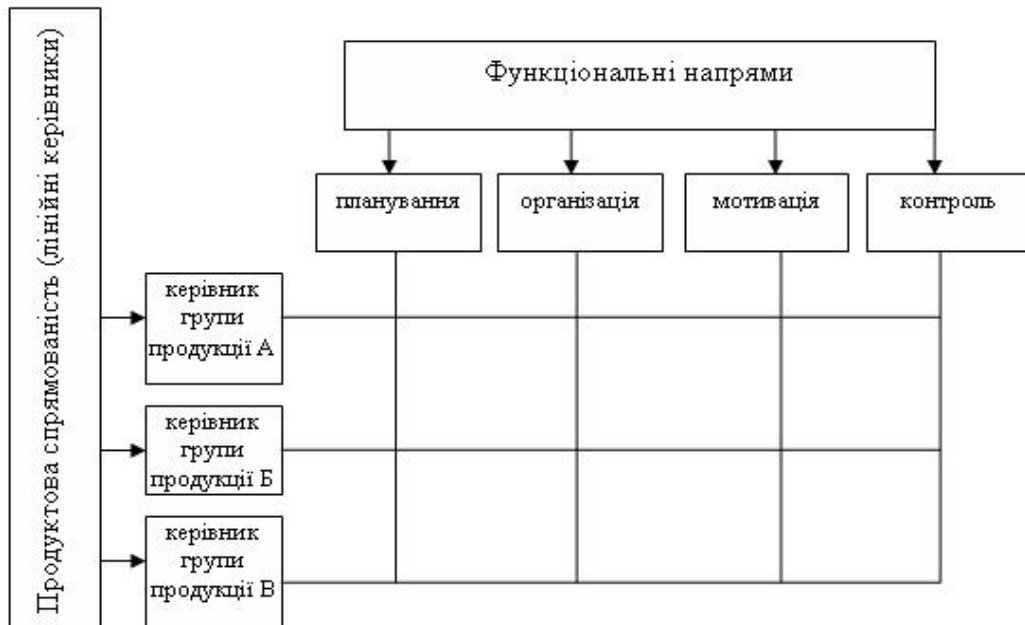 Продуктова спрямованість (лінійні керівники)
Функціональні напрями
планування
організація
мотивація
контроль
керівник
групи
продукції А
керівник
групи
продукції Б
керівник
групи
продукції В